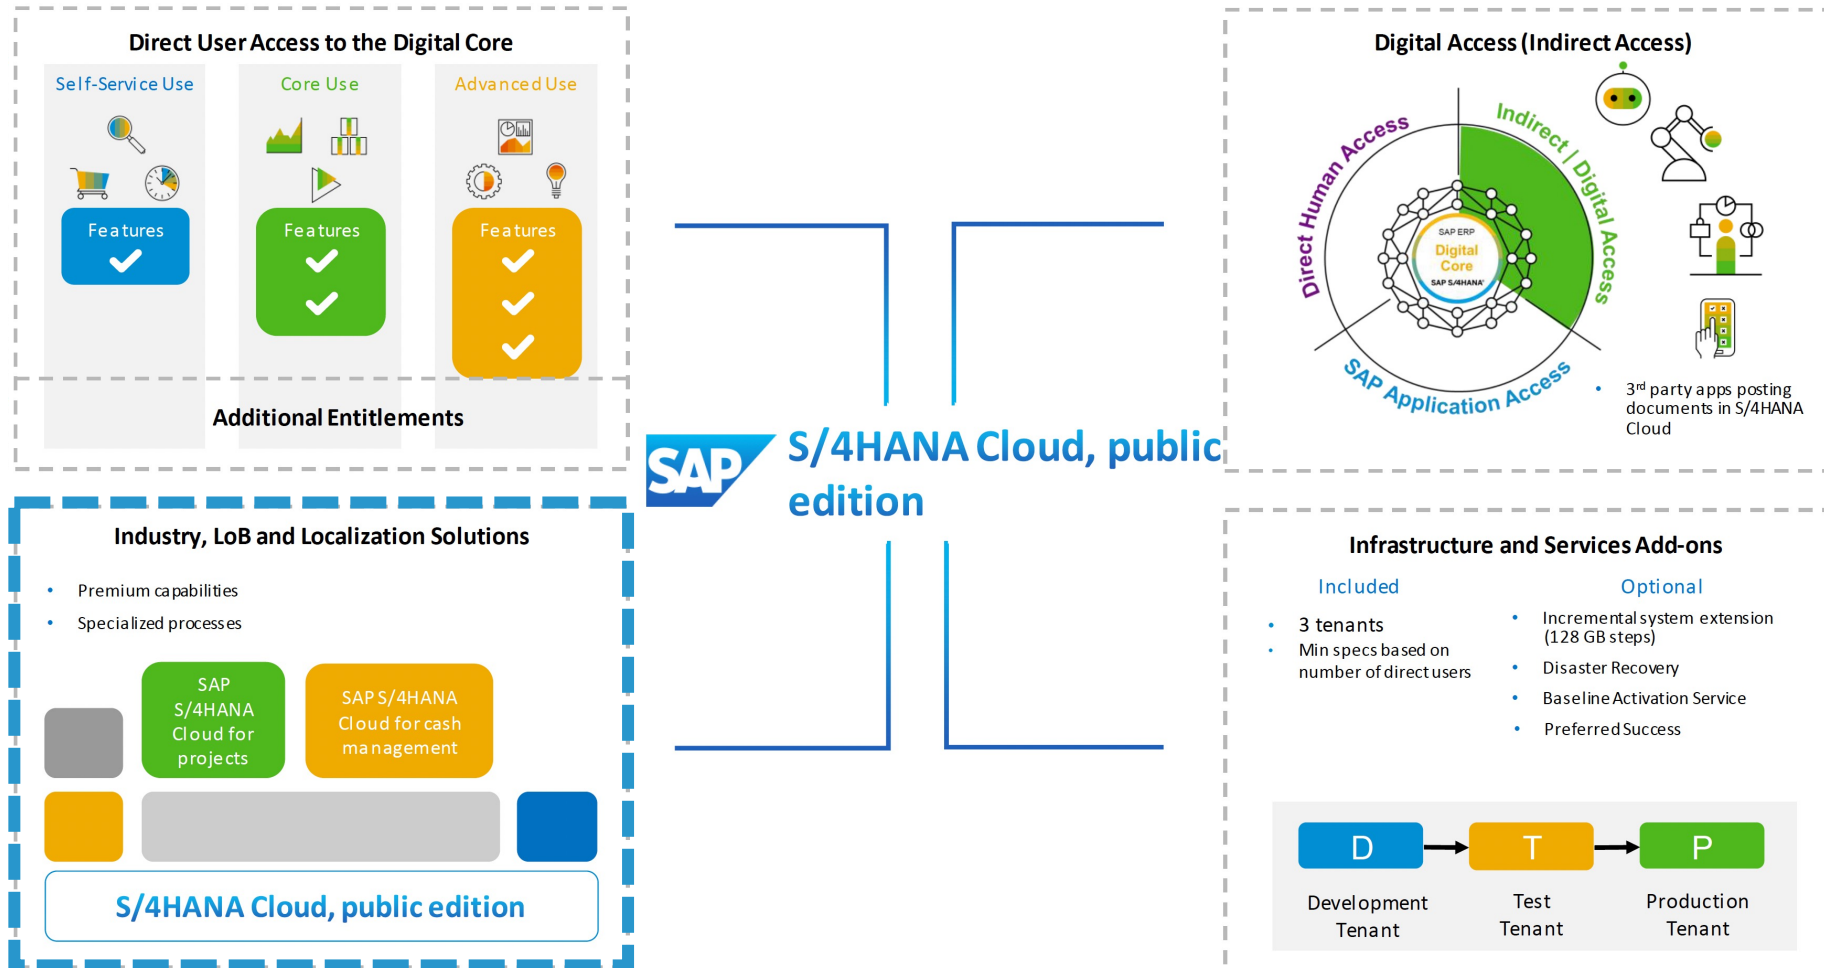 Direct User Access to the Digital Core
Self-Service Use
Core Use
Advanced Use
Features
Features
Features
Additional Entitlements
Digital Access (Indirect Access)
Direct Human Access
Indirect | Digital Access
SAP Application Access
SAP ERP
Digital
Core
SAP S/4HANA®
• 3rd party apps posting
documents in S/4HANA
Cloud
SAP
S/4HANA Cloud, public
edition
Industry, LoB and Localization Solutions
• Premium capabilities
• Specialized processes
SAP
S/4HANA
Cloud for
projects
SAP S/4HANA
Cloud for cash
management
S/4HANA Cloud, public edition
Infrastructure and Services Add-ons
Included
• 3 tenants
• Min specs based on
number of direct users
Optional
• Incremental system extension
(128 GB steps)
• Disaster Recovery
• Baseline Activation Service
• Preferred Success
D
T
P
Development
Tenant
Test
Tenant
Production
Tenant